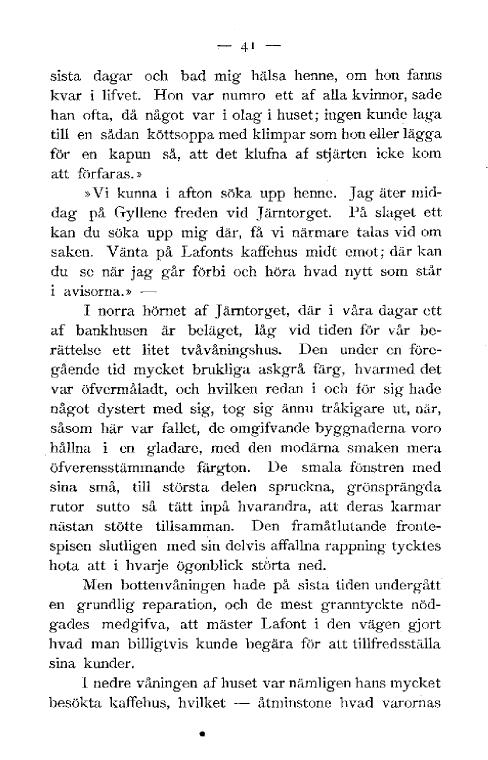 — 41 —
sista dagar och bad mig hälsa henne, om hon fanns
kvar i lifvet. Hon var numro ett af alla kvinnor, sade
han ofta, då något var i olag i huset; ingen kunde laga
till en sådan köttsoppa med klimpar som hon eller lägga
för en kapun så, att det klufna af stjärten icke kom
att förfaras.»
»Vi kunna i afton söka upp henne. Jag äter mid-
dag på Gyllene freden vid Järntorget. På slaget ett
kan du söka upp mig där, få vi närmare talas vid om
saken. Vänta på Lafonts kaffehus midt emot; där kan
du se när jag går förbi och höra hvad nytt som står
i avisorna.» —
I norra hörnet af Järntorget, där i våra dagar ett
af bankhusen är beläget, låg vid tiden för vår be-
rättelse ett litet tvåvåningshus. Den under en före-
gående tid mycket brukliga askgrå färg, hvarmed det
var öfvermåladt, och hvilken redan i och för sig hade
något dystert med sig, tog sig ännu tråkigare ut, när,
såsom här var fallet, de omgifvande byggnaderna voro
hållna i en gladare, med den modärna smaken mera
öfverensstämmande färgton. De smala fönstren med
sina små, till största delen spruckna, grönsprängda
rutor sutto så tätt inpå hvarandra, att deras karmar
nästan stötte tillsamman. Den framåtlutande fronte-
spisen slutligen med sin delvis affallna rappning tycktes
hota att i hvarje ögonblick störta ned.
Men bottenvåningen hade på sista tiden undergått
en grundlig reparation, och de mest granntyckte nöd-
gades medgifva, att mäster Lafont i den vägen gjort
hvad man billigtvis kunde begära för att tillfredsställa
sina kunder.
I nedre våningen af huset var nämligen hans mycket
besökta kaffehus, hvilket — åtminstone hvad varornas